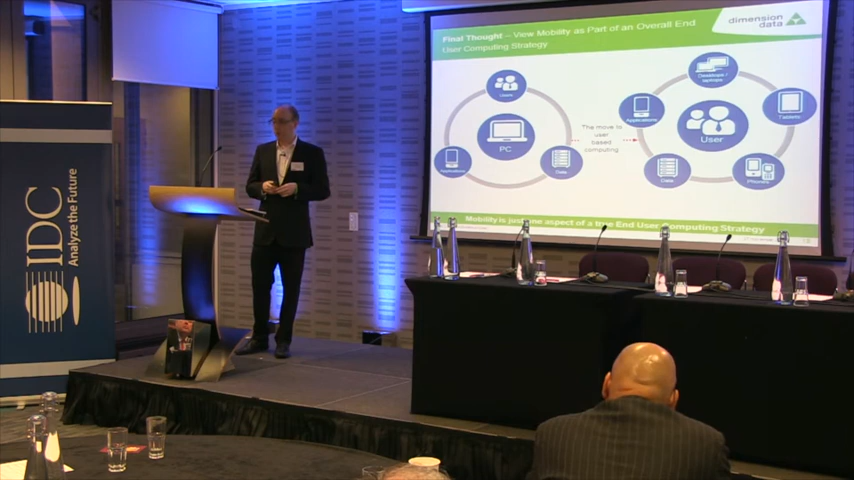 Final Thought – View Mobility as Part of an Overall End
User Computing Strategy
dimension
data
Users
PC
Applications
Data
The move to
user
based
computing
Desktops /
laptops
Applications
User
Tablets
Data
Phones
Mobility is just one aspect of a true End User Computing Strategy
IDC
Analyze the Future